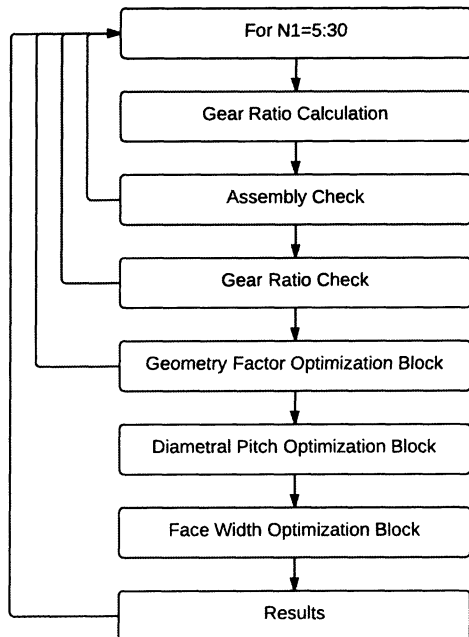 For N1=5:30
Gear Ratio Calculation
Assembly Check
Gear Ratio Check
Geometry Factor Optimization Block
Diametral Pitch Optimization Block
Face Width Optimization Block
Results